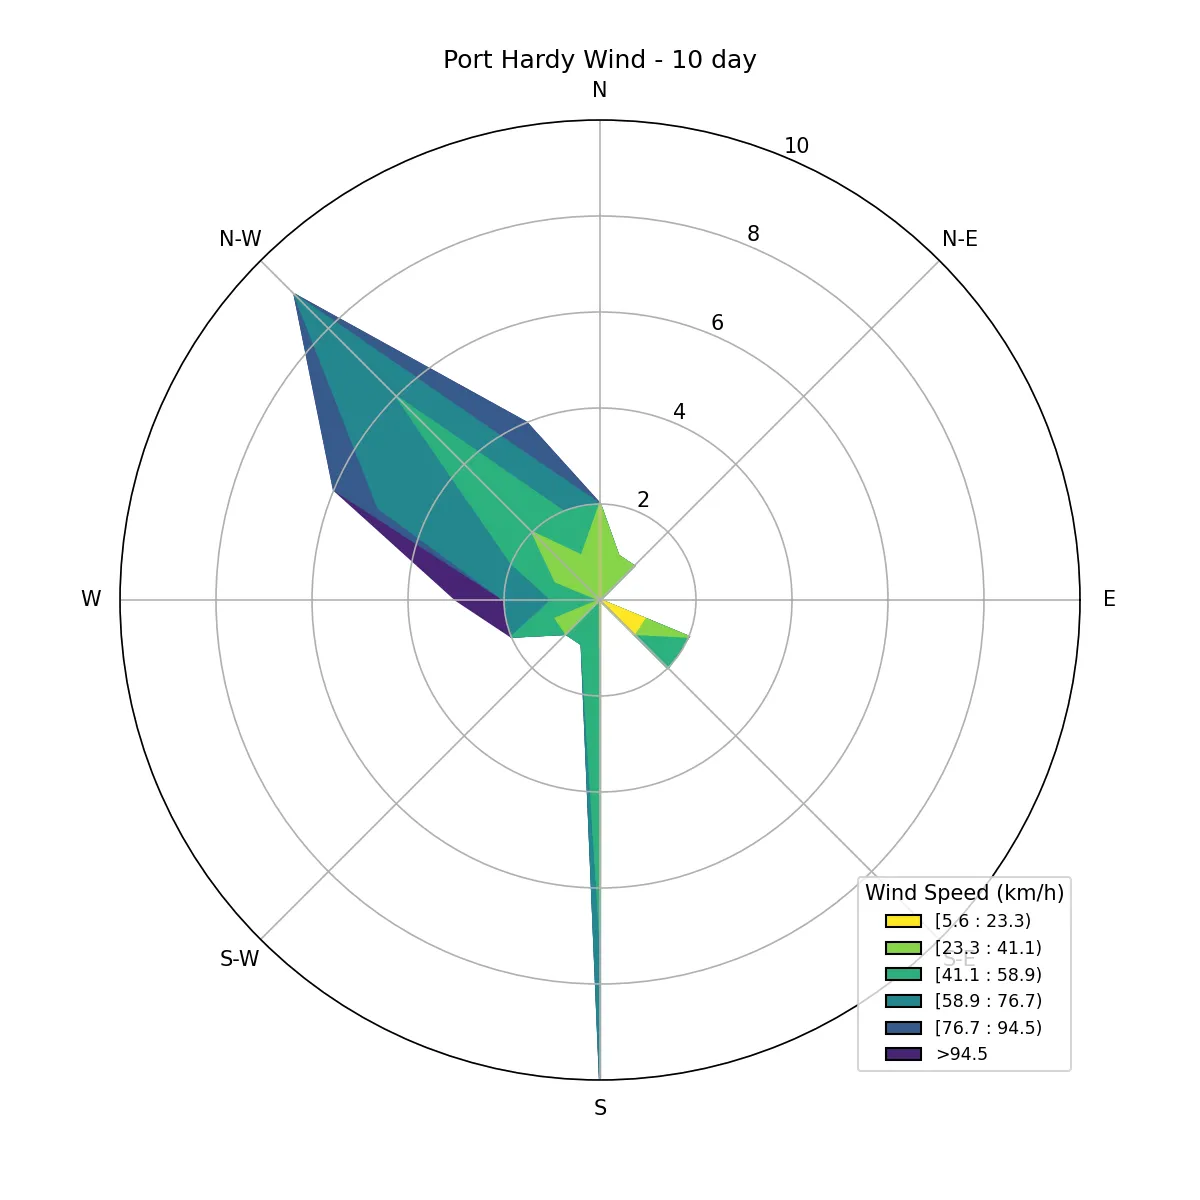 Port Hardy Wind - 10 day
N
10
N-W
8
N-E
6
4
2
W
E
Wind Speed (km/h)
[5.6 : 23.3)
[23.3 : 41.1)
S-W
S-E
[41.1 : 58.9)
[58.9 : 76.7)
[76.7 : 94.5)
>94.5
S